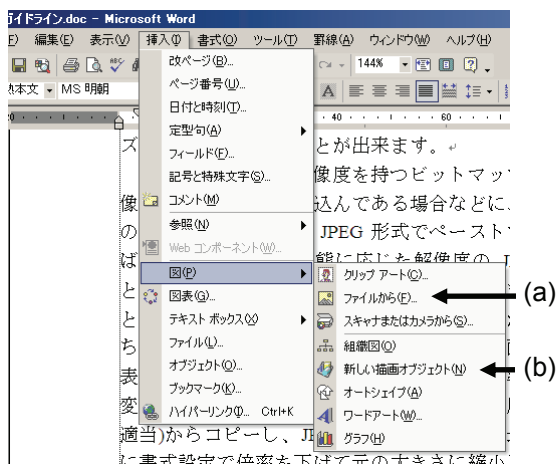 ガイドライン.doc - Microsoft Word
編集(E) 表示(V) 挿入(I) 書式(O) ツール(T) 罫線(A) ウィンドウ(W) ヘルプ(H)
144%
本文 MS 明朝
40 60
改ページ(B)...
ページ番号(U)...
日付と時刻(T)...
定型句(A)
フィールド(F)...
記号と特殊文字(S)...
コメント(M)
参照(N)
Web コンポーネント(W)...
図(P)
図表(G)...
テキスト ボックス(X)
ファイル(L)...
オブジェクト(O)...
ブックマーク(K)...
ハイパーリンク(I)... Ctrl+K
クリップ アート(C)...
ファイルから(F)...
スキャナまたはカメラから(S)...
組織図(O)
新しい描画オブジェクト(N)
オートシェイプ(A)
ワードアート(W)...
グラフ(H)
(a)
(b)
ズ
とが出来ます。
像度を持つビットマッ
像
込んである場合などに、
の
JPEG 形式でペースト
ば
態に応じた解像度の
と
と
ち
表
変
適当)からコピーし、
に書式設定で倍率を下げて元の大きさに縮小